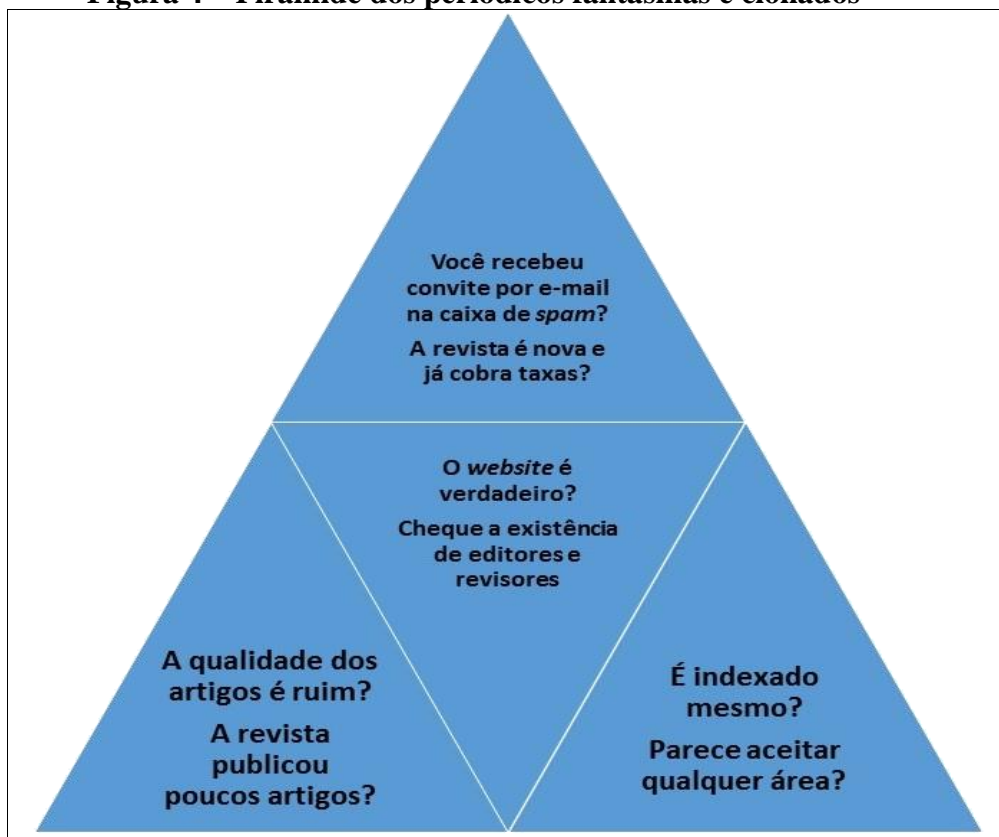 Pirâmide dos periódicos fantasmas e clonados
Você recebeu
convite por e-mail
na caixa de spam?
A revista é nova e
já cobra taxas?
O website é
verdadeiro?
Cheque a existência
de editores e
revisores
A qualidade dos
artigos é ruim?
A revista
publicou
poucos artigos?
É indexado
mesmo?
Parece aceitar
qualquer área?